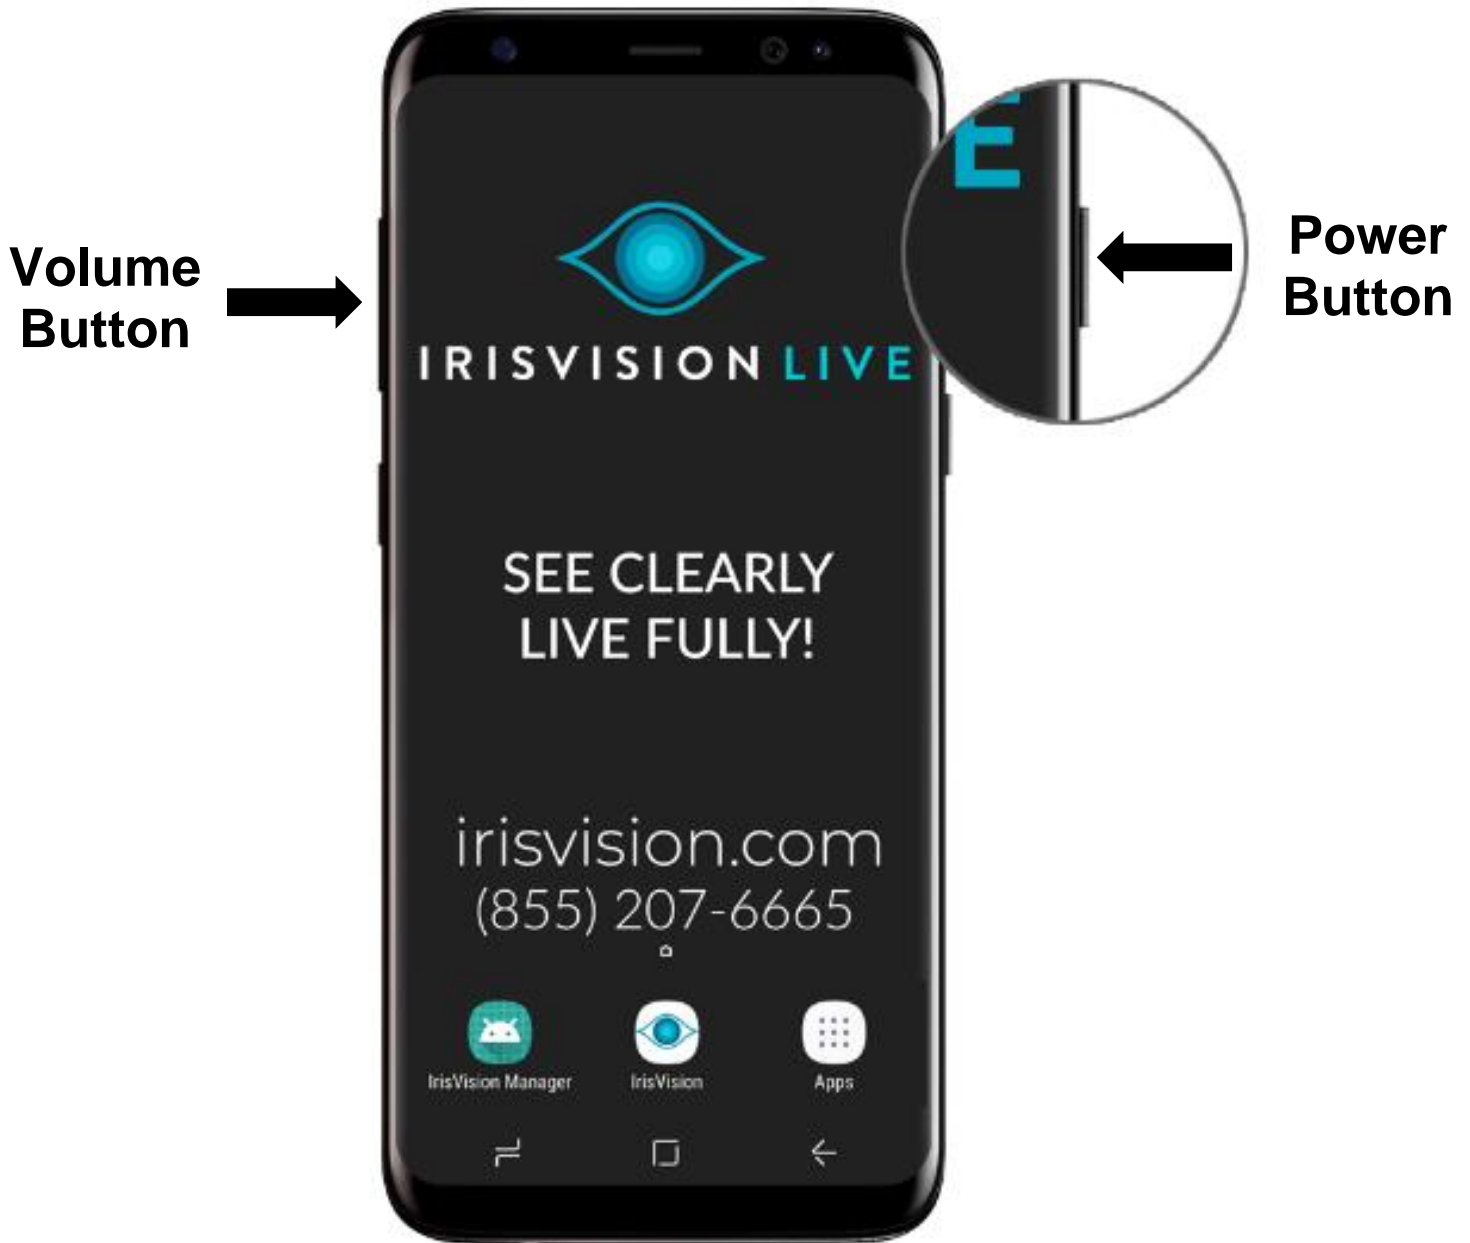 Volume
Button
Power
Button
E
IRISVISION LIVE
SEE CLEARLY
LIVE FULLY!
irisvision.com
(855) 207-6665
IrisVision Manager
IrisVision
Apps